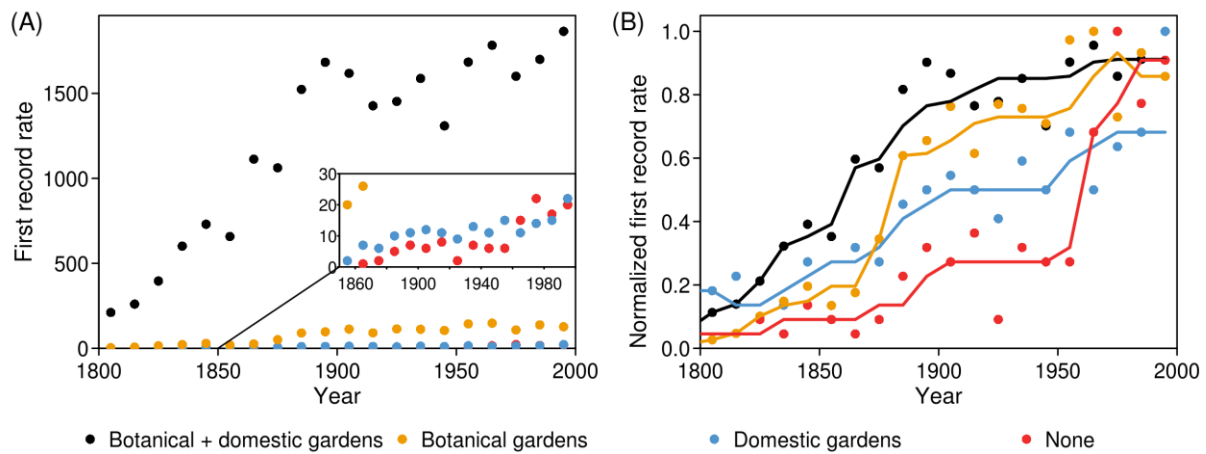 (A)
First record rate
1500
1000
500
0
30
20
10
0
1860 1900 1940 1980
1800 1850 1900 1950 2000
Year
(B)
Normalized first record rate
1.0
0.8
0.6
0.4
0.2
0.0
1800 1850 1900 1950 2000
Year
Botanical + domestic gardens Botanical gardens Domestic gardens None